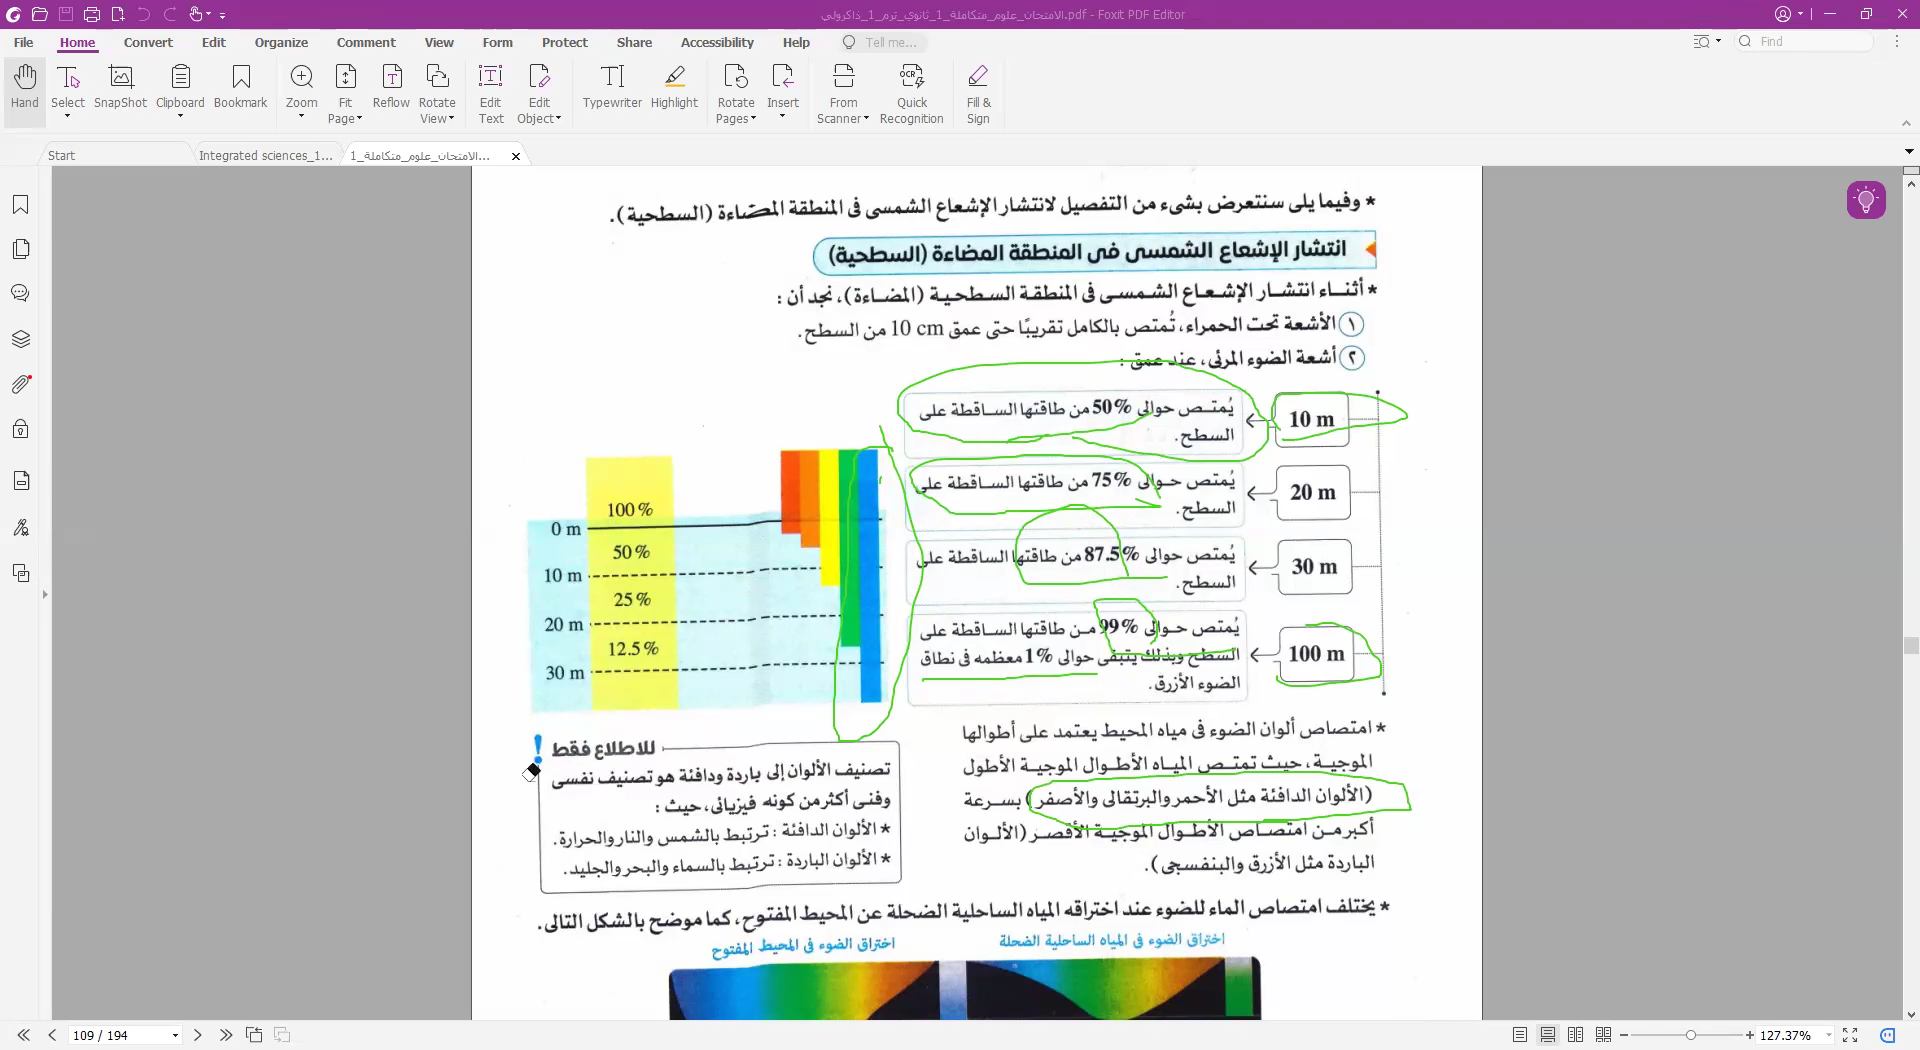 الامتحان_علوم_متكاملة_1_ثانوي_ترم_1_ذاكرولي.pdf - Foxit PDF Editor
File Home Convert Edit Organize Comment View Form Protect Share Accessibility Help Tell me... Find
Hand Select SnapShot Clipboard Bookmark Zoom Fit Page Reflow Rotate View Edit Text Edit Object Typewriter Highlight Rotate Pages Insert From Scanner Quick Recognition Fill & Sign
Start Integrated sciences_1... الامتحان_علوم_متكاملة_1...
* وفيما يلى سنتعرض بشىء من التفصيل لانتشار الإشعاع الشمسى فى المنطقة المضاءة (السطحية).
انتشار الإشعاع الشمسى فى المنطقة المضاءة (السطحية)
* أثناء انتشار الإشعاع الشمسى فى المنطقة السطحية (المضاءة)، نجد أن :
١ الأشعة تحت الحمراء، تُمتص بالكامل تقريبًا حتى عمق 10 cm من السطح.
٢ أشعة الضوء المرئى، عند عمق :
10 m
يُمتص حوالى 50% من طاقتها الساقطة على
السطح.
20 m
يُمتص حوالى 75% من طاقتها الساقطة على
السطح.
30 m
يُمتص حوالى 87.5% من طاقتها الساقطة على
السطح.
100 m
يُمتص حوالى 99% من طاقتها الساقطة على
السطح وبذلك يتبقى حوالى 1% معظمه فى نطاق
الضوء الأزرق.
100%
0 m
50%
10 m
25%
20 m
12.5%
30 m
* امتصاص ألوان الضوء فى مياه المحيط يعتمد على أطوالها
الموجية، حيث تمتص المياه الأطوال الموجية الأطول
(الألوان الدافئة مثل الأحمر والبرتقالى والأصفر) بسرعة
أكبر من امتصاص الأطوال الموجية الأقصر (الألوان
الباردة مثل الأزرق والبنفسجى).
للاطلاع فقط !
تصنيف الألوان إلى باردة ودافئة هو تصنيف نفسى
وفنى أكثر من كونه فيزيائى، حيث :
* الألوان الدافئة : ترتبط بالشمس والنار والحرارة.
* الألوان الباردة : ترتبط بالسماء والبحر والجليد.
* يختلف امتصاص الماء للضوء عند اختراقه المياه الساحلية الضحلة عن المحيط المفتوح، كما موضح بالشكل التالى.
اختراق الضوء فى المياه الساحلية الضحلة
اختراق الضوء فى المحيط المفتوح
109 / 194
127.37%